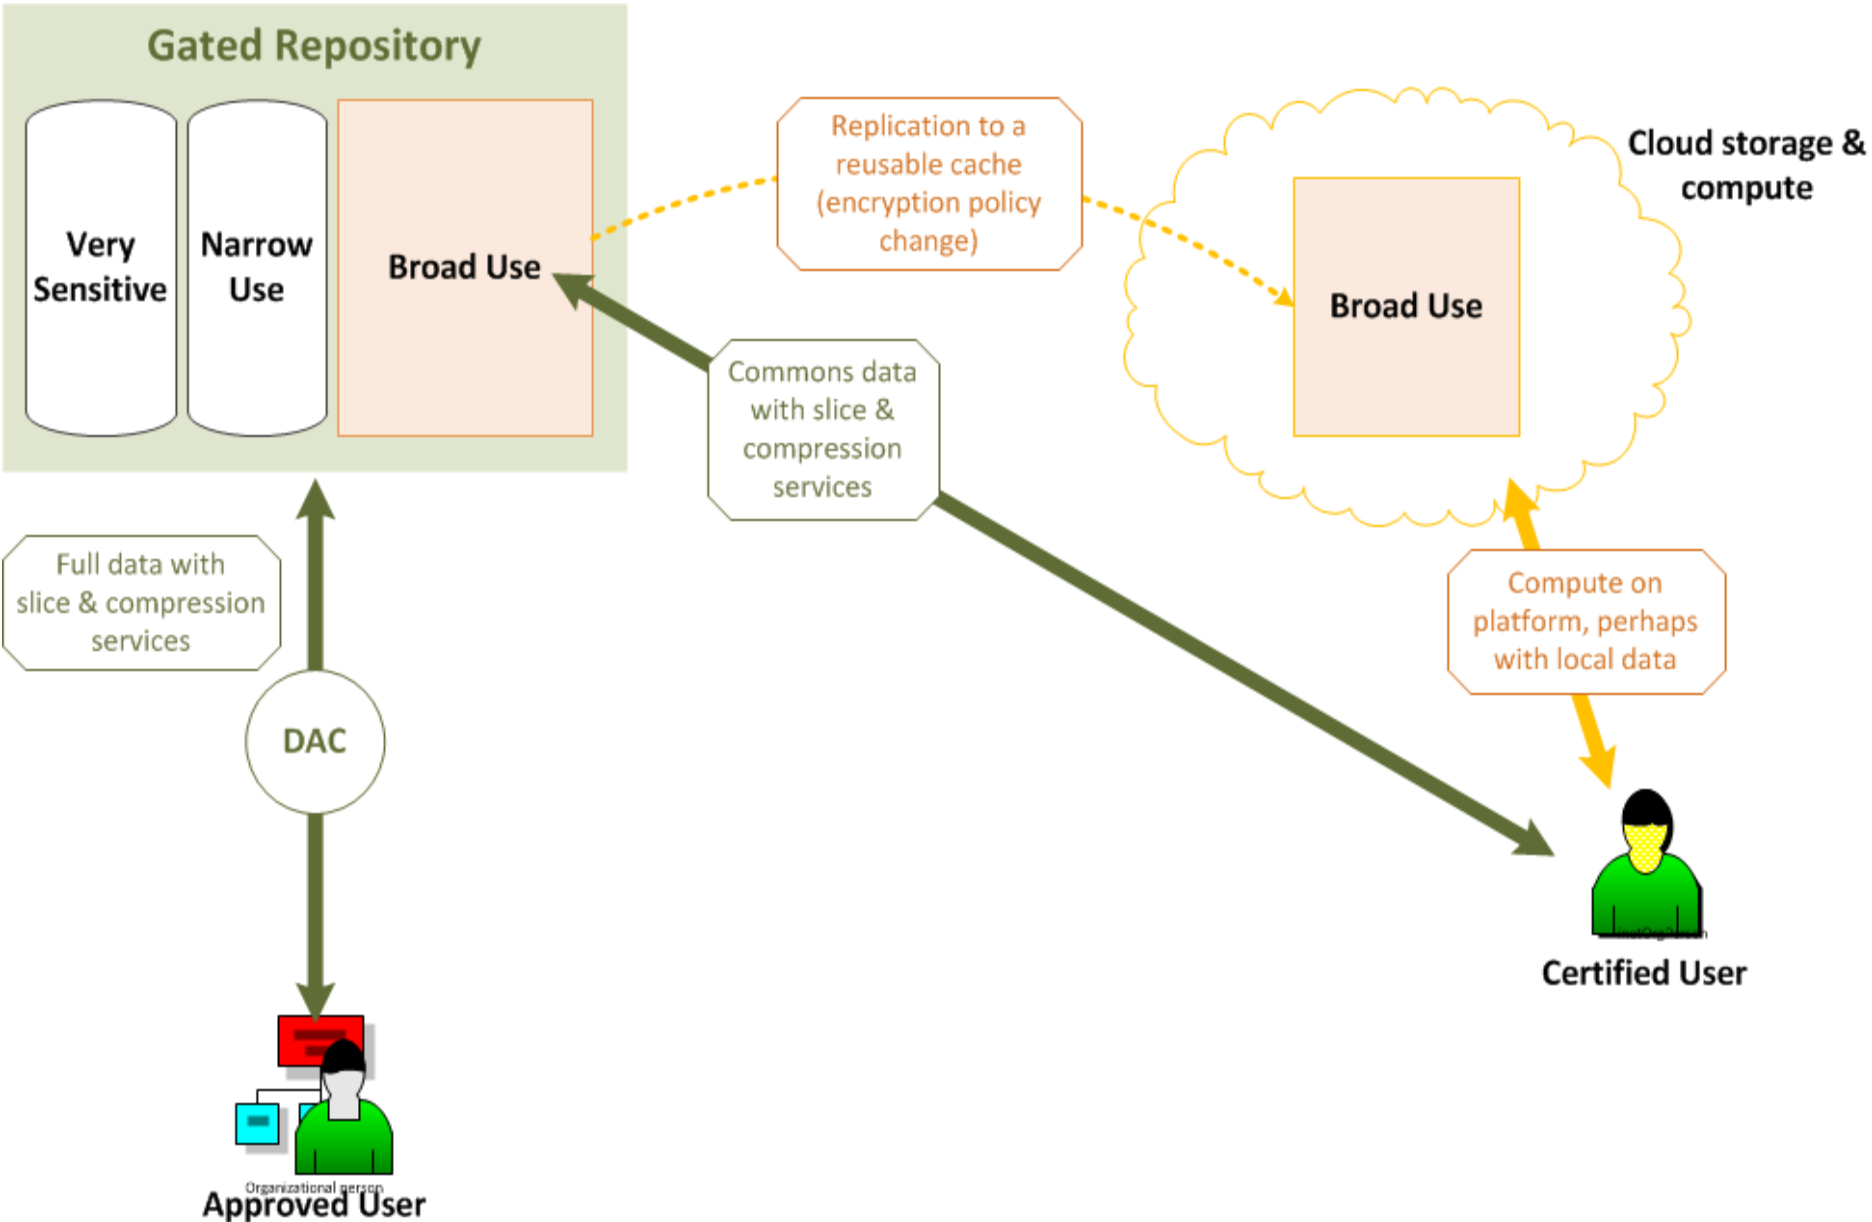 Gated Repository
Very
Sensitive
Narrow
Use
Broad Use
Replication to a
reusable cache
(encryption policy
change)
Cloud storage &
compute
Broad Use
Commons data
with slice &
compression
services
Full data with
slice & compression
services
Compute on
platform, perhaps
with local data
DAC
Certified User
Organizational person
Approved User